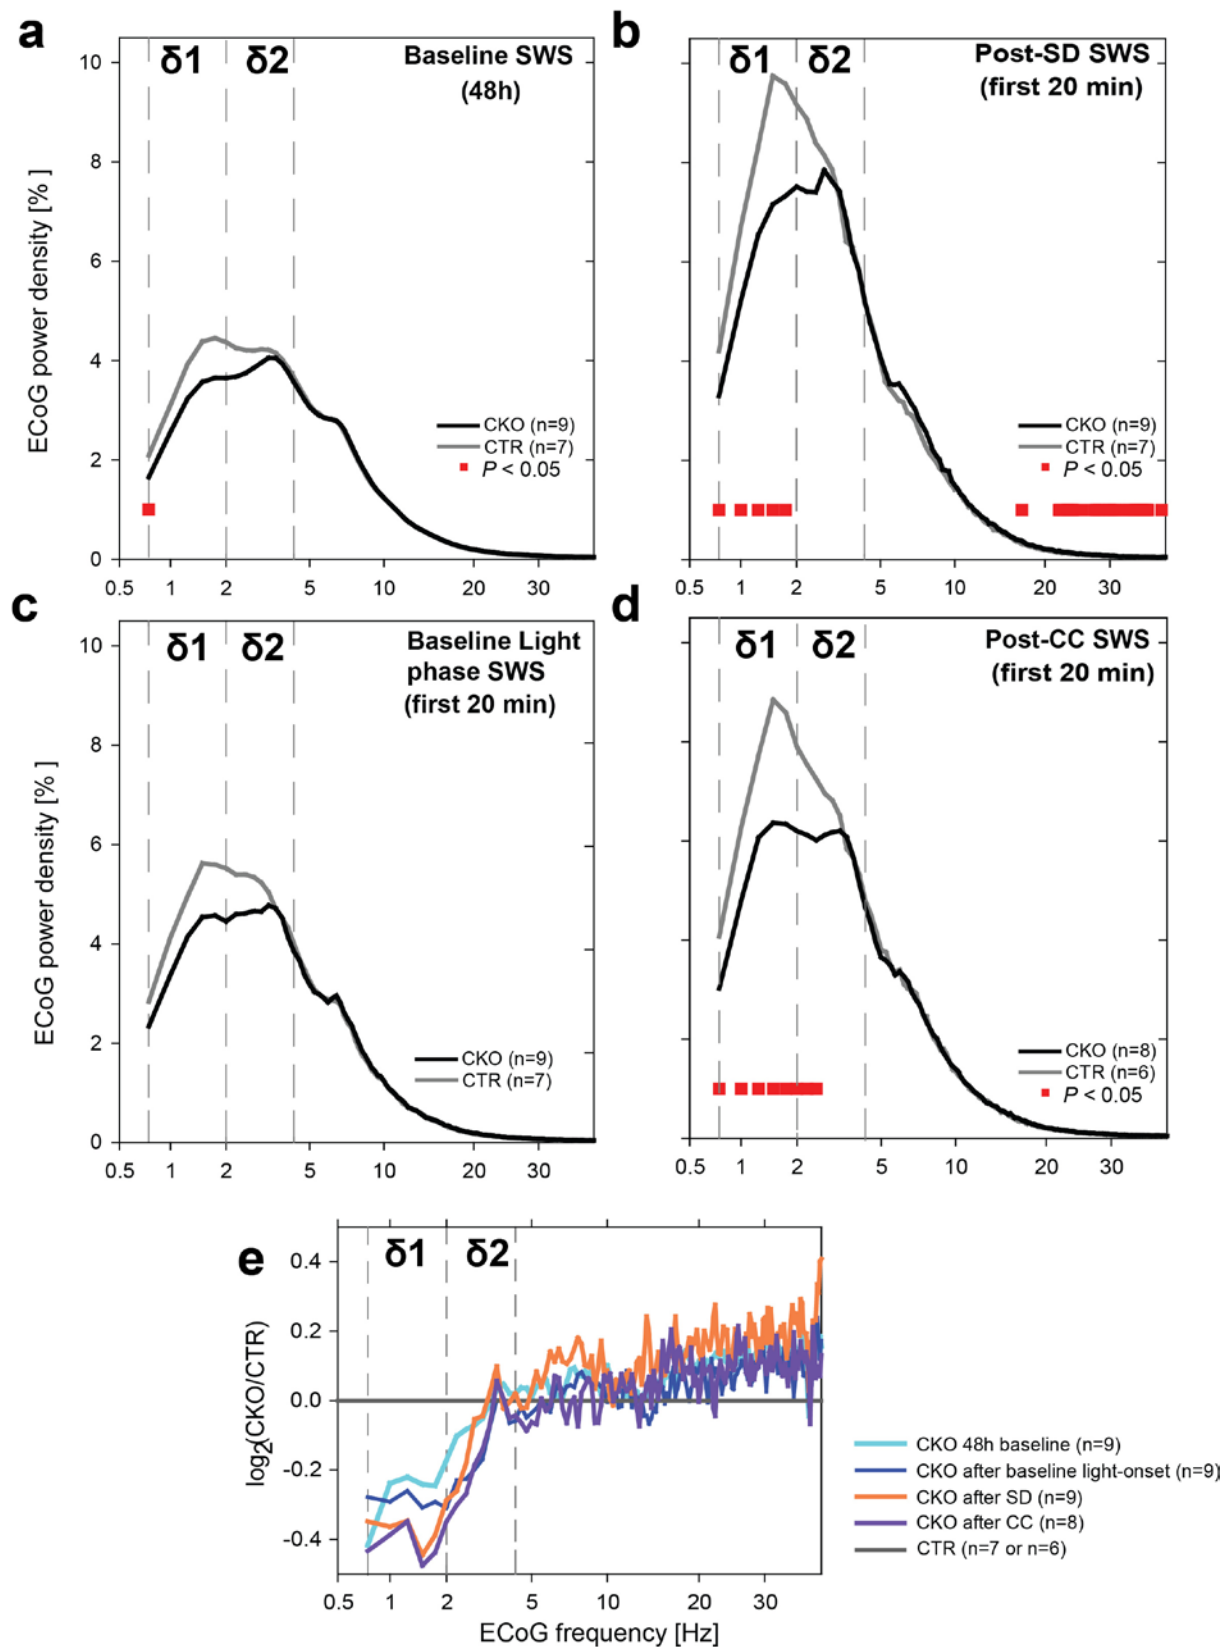 a
δ1 δ2
Baseline SWS
(48h)
10
8
6
4
2
0
ECoG power density [% ]
CKO (n=9)
CTR (n=7)
P < 0.05
0.5 1 2 5 10 20 30
b
δ1 δ2
Post-SD SWS
(first 20 min)
CKO (n=9)
CTR (n=7)
P < 0.05
0.5 1 2 5 10 20 30
c
δ1 δ2
Baseline Light
phase SWS
(first 20 min)
10
8
6
4
2
0
ECoG power density [% ]
CKO (n=9)
CTR (n=7)
0.5 1 2 5 10 20 30
d
δ1 δ2
Post-CC SWS
(first 20 min)
CKO (n=8)
CTR (n=6)
P < 0.05
0.5 1 2 5 10 20 30
e
δ1 δ2
0.4
0.2
0.0
-0.2
-0.4
log2(CKO/CTR)
0.5 1 2 5 10 20 30
ECoG frequency [Hz]
CKO 48h baseline (n=9)
CKO after baseline light-onset (n=9)
CKO after SD (n=9)
CKO after CC (n=8)
CTR (n=7 or n=6)